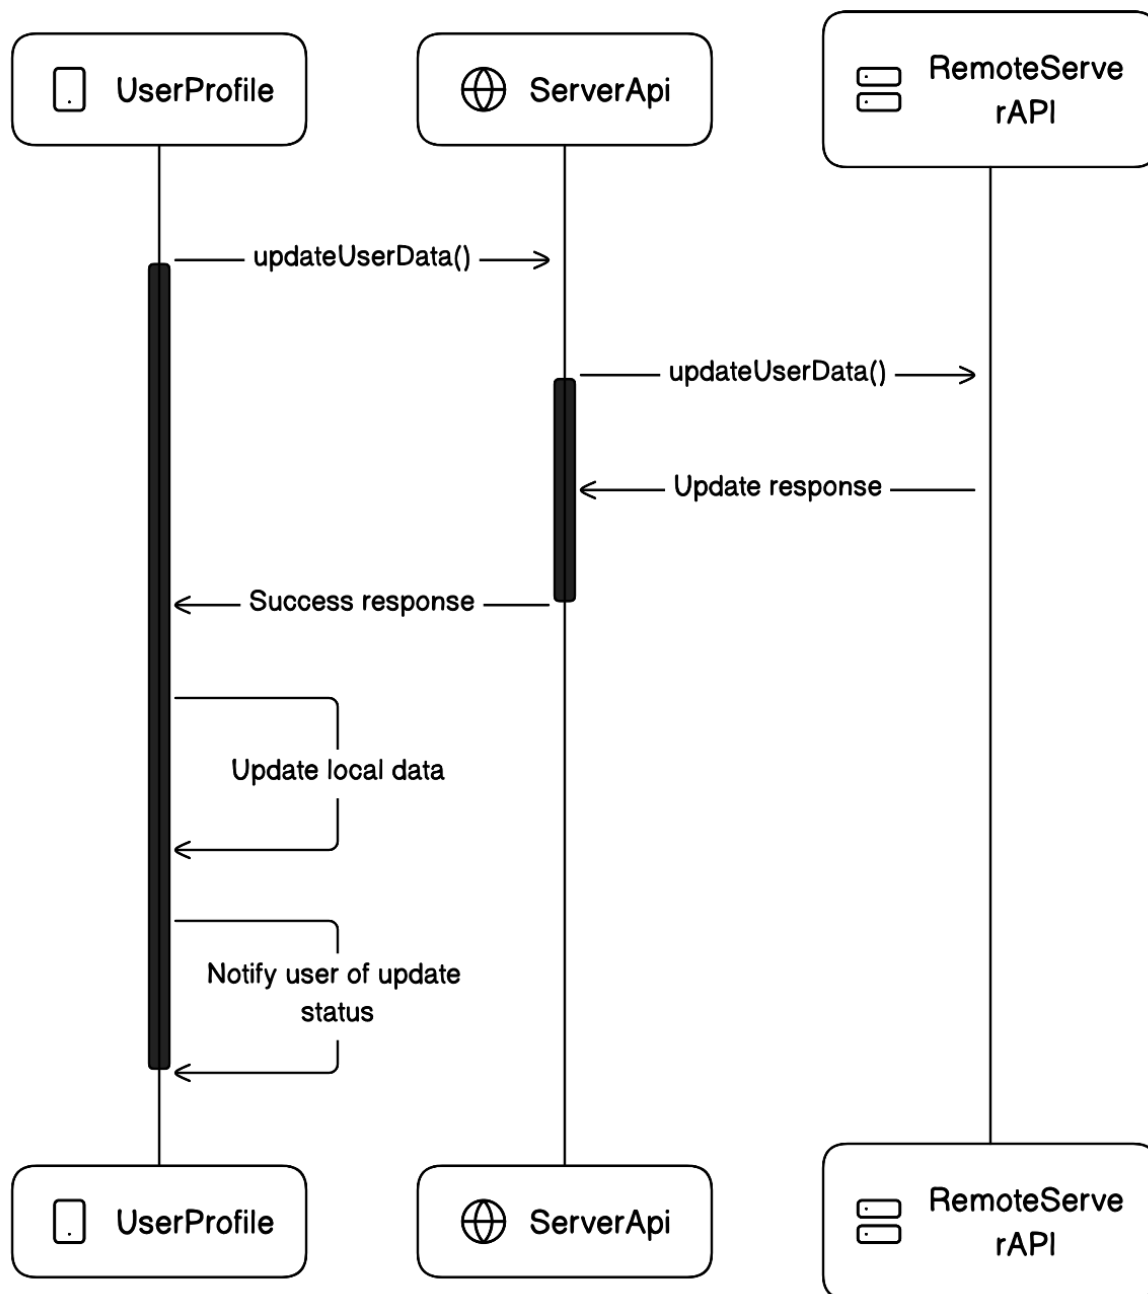 UserProfile
ServerApi
RemoteServe
rAPI
updateUserData()
updateUserData()
Update response
Success response
Update local data
Notify user of update
status
UserProfile
ServerApi
RemoteServe
rAPI